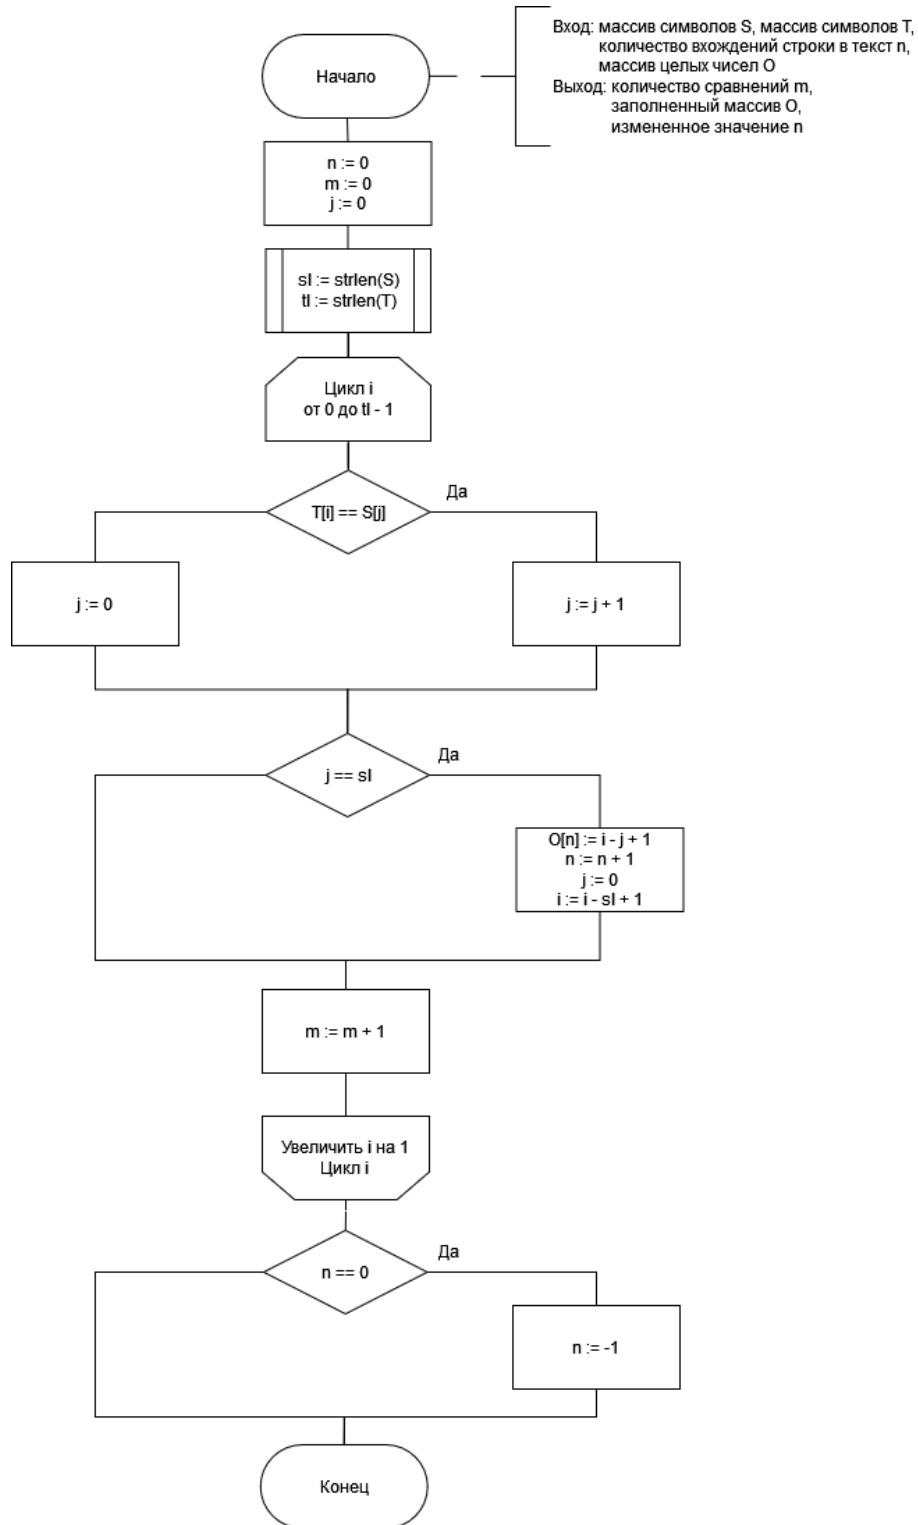 Начало
Вход: массив символов S, массив символов T,
количество вхождений строки в текст n,
массив целых чисел O
Выход: количество сравнений m,
заполненный массив O,
измененное значение n
n := 0
m := 0
j := 0
sl := strlen(S)
tl := strlen(T)
Цикл i
от 0 до tl - 1
T[i] == S[j]
Да
j := 0
j := j + 1
j == sl
Да
O[n] := i - j + 1
n := n + 1
j := 0
i := i - sl + 1
m := m + 1
Увеличить i на 1
Цикл i
n == 0
Да
n := -1
Конец